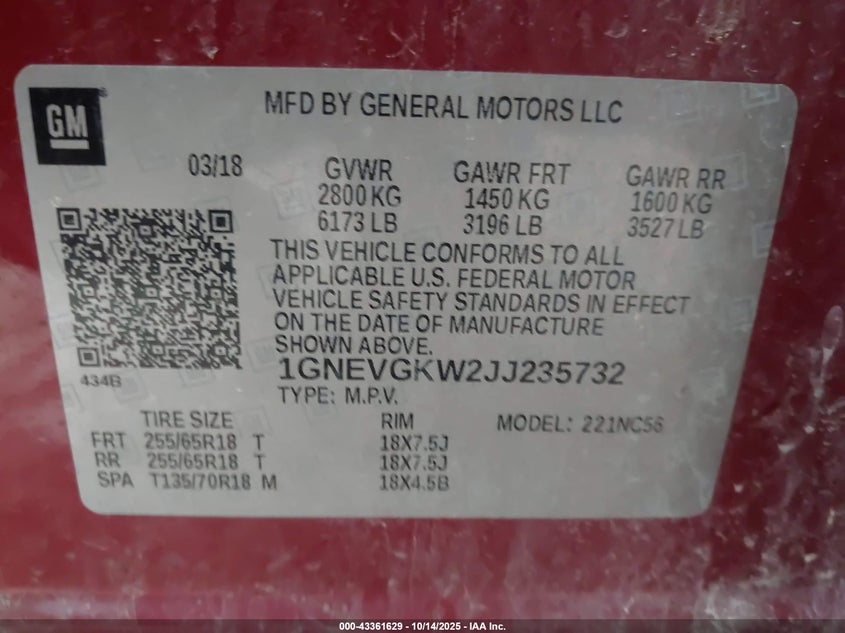 GM®
MFD BY GENERAL MOTORS LLC
03/18 GVWR GAWR FRT GAWR RR
2800 KG 1450 KG 1600 KG
6173 LB 3196 LB 3527 LB
THIS VEHICLE CONFORMS TO ALL
APPLICABLE U.S. FEDERAL MOTOR
VEHICLE SAFETY STANDARDS IN EFFECT
ON THE DATE OF MANUFACTURE
SHOWN ABOVE.
1GNEVGKW2JJ235732
434B
TYPE: M.P.V.
TIRE SIZE RIM MODEL: 221NC56
FRT 255/65R18 T 18X7.5J
RR 255/65R18 T 18X7.5J
SPA T135/70R18 M 18X4.5B
000-43361629 - 10/14/2025 - IAA Inc.